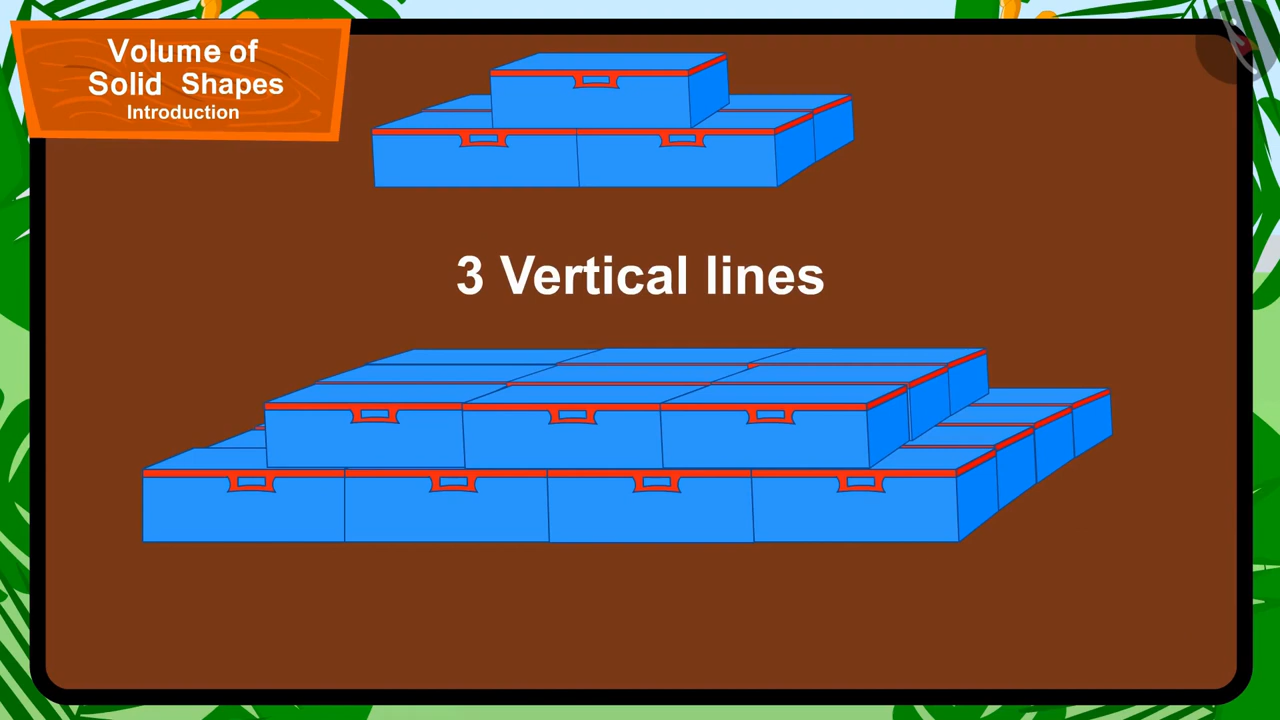 Volume of
Solid Shapes
Introduction
3 Vertical lines